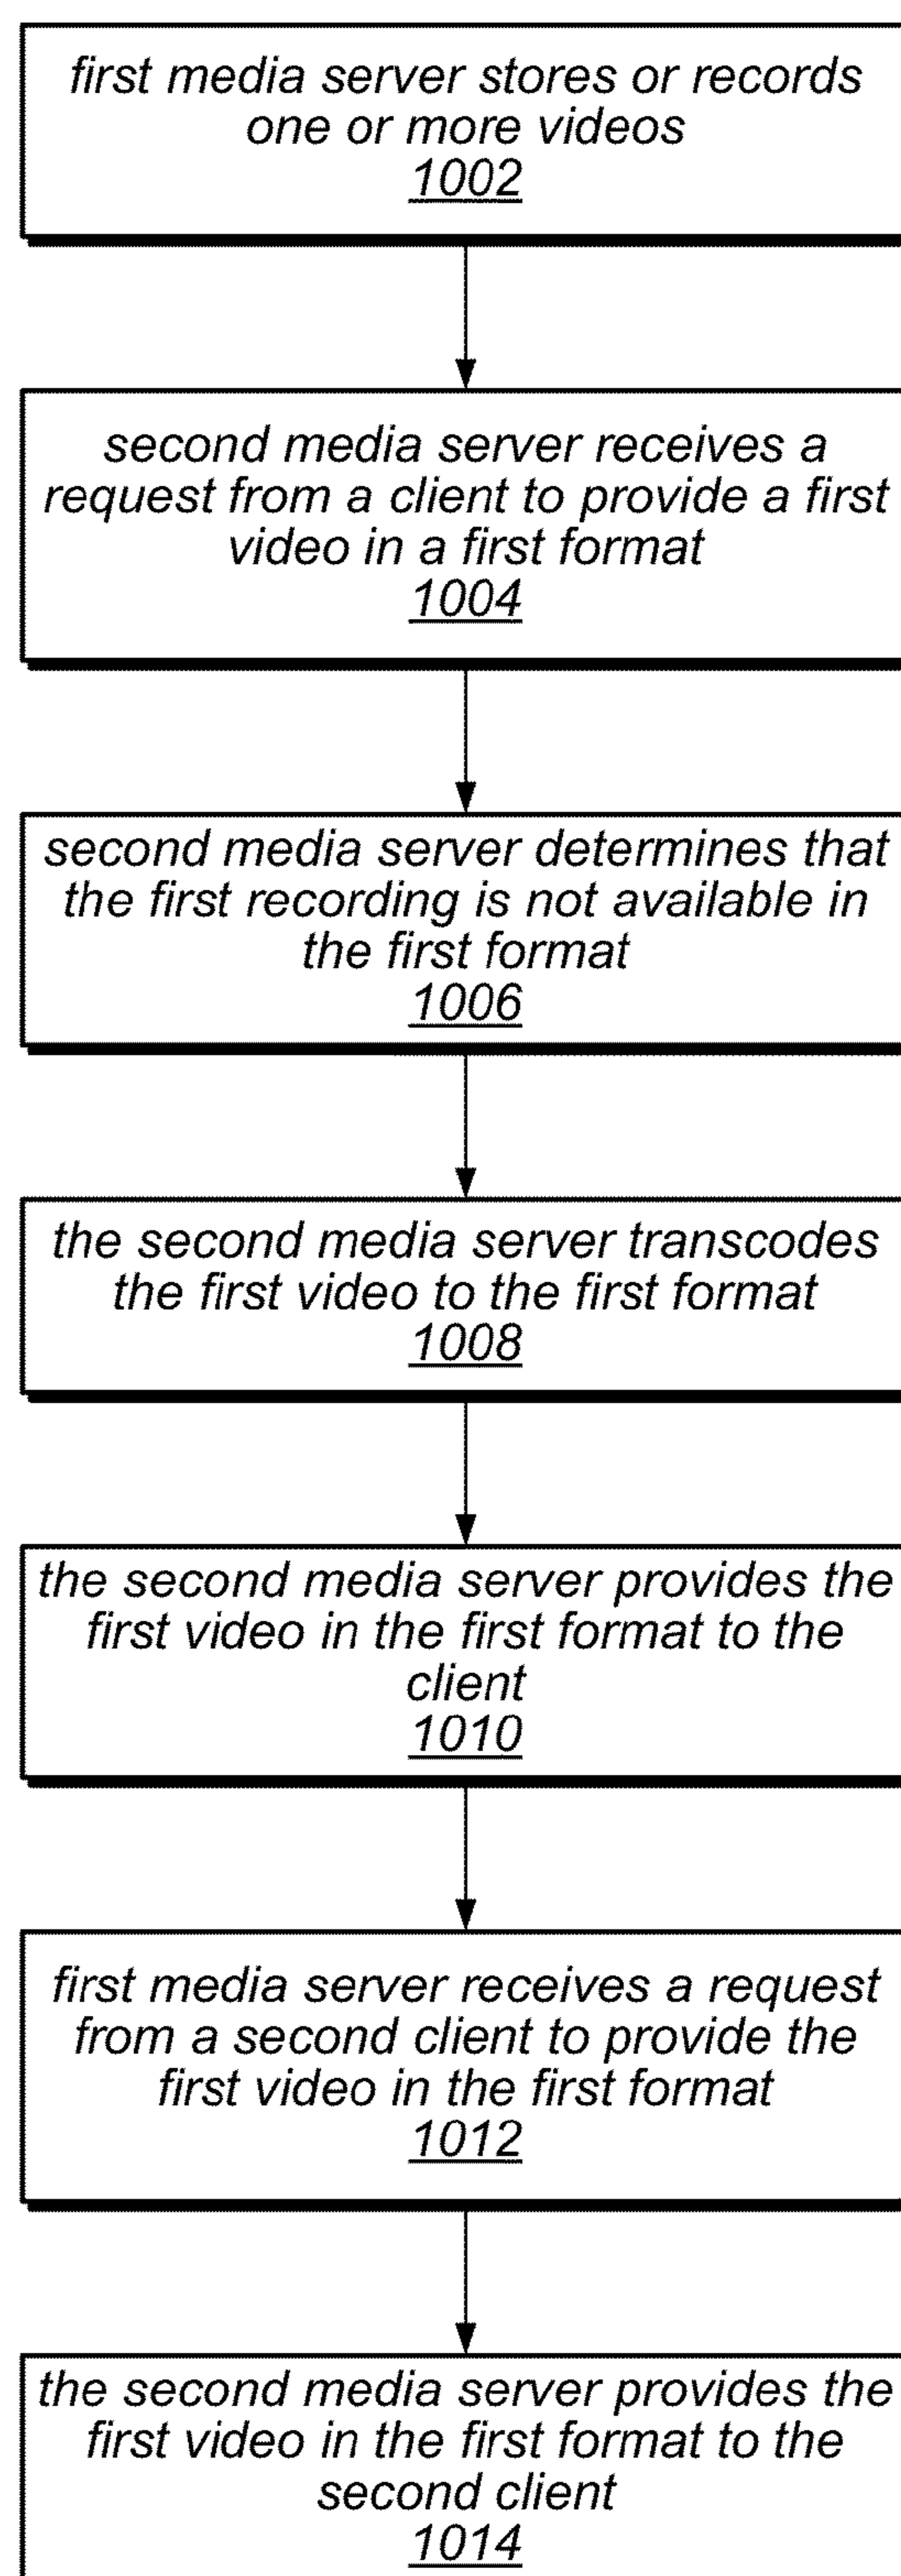 first media server stores or records
one or more videos
1002
second media server receives a
request from a client to provide a first
video in a first format
1004
second media server determines that
the first recording is not available in
the first format
1006
the second media server transcodes
the first video to the first format
1008
the second media server provides the
first video in the first format to the
client
1010
first media server receives a request
from a second client to provide the
first video in the first format
1012
the second media server provides the
first video in the first format to the
second client
1014